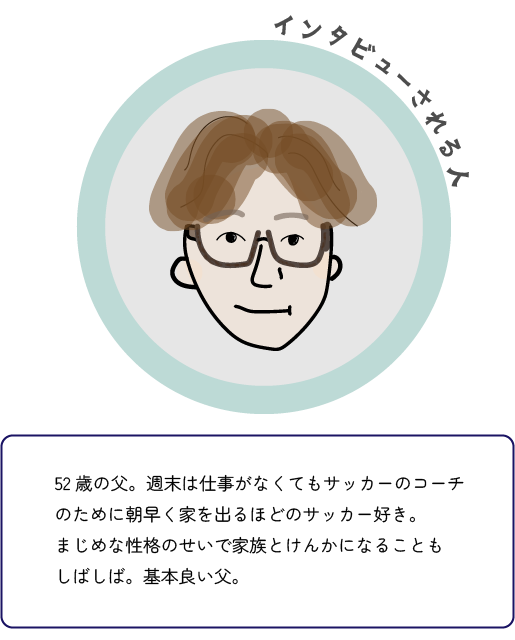 インタビューされる人
52 歳の父。週末は仕事がなくてもサッカーのコーチ
のために朝早く家を出るほどのサッカー好き。
まじめな性格のせいで家族とけんかになることも
しばしば。基本良い父。